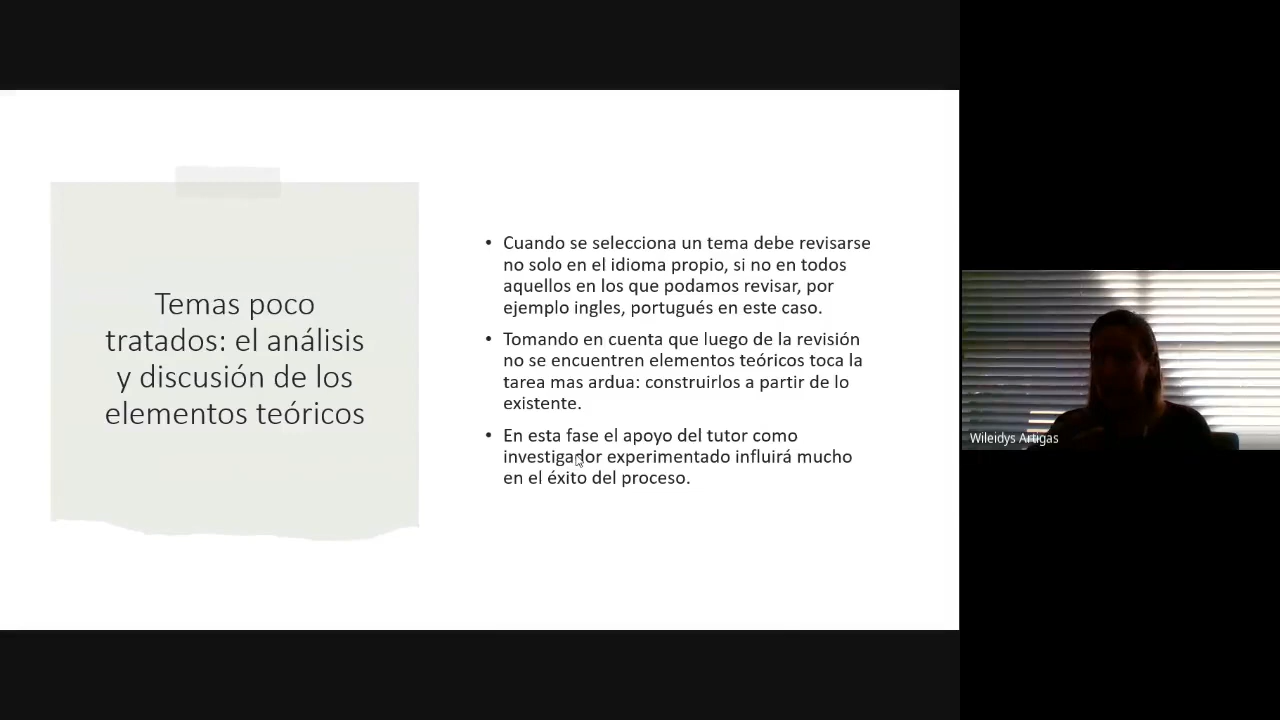 Temas poco
tratados: el análisis
y discusión de los
elementos teóricos
• Cuando se selecciona un tema debe revisarse
no solo en el idioma propio, si no en todos
aquellos en los que podamos revisar, por
ejemplo ingles, portugués en este caso.
• Tomando en cuenta que luego de la revisión
no se encuentren elementos teóricos toca la
tarea mas ardua: construirlos a partir de lo
existente.
• En esta fase el apoyo del tutor como
investigador experimentado influirá mucho
en el éxito del proceso.
Wileidys Artigas